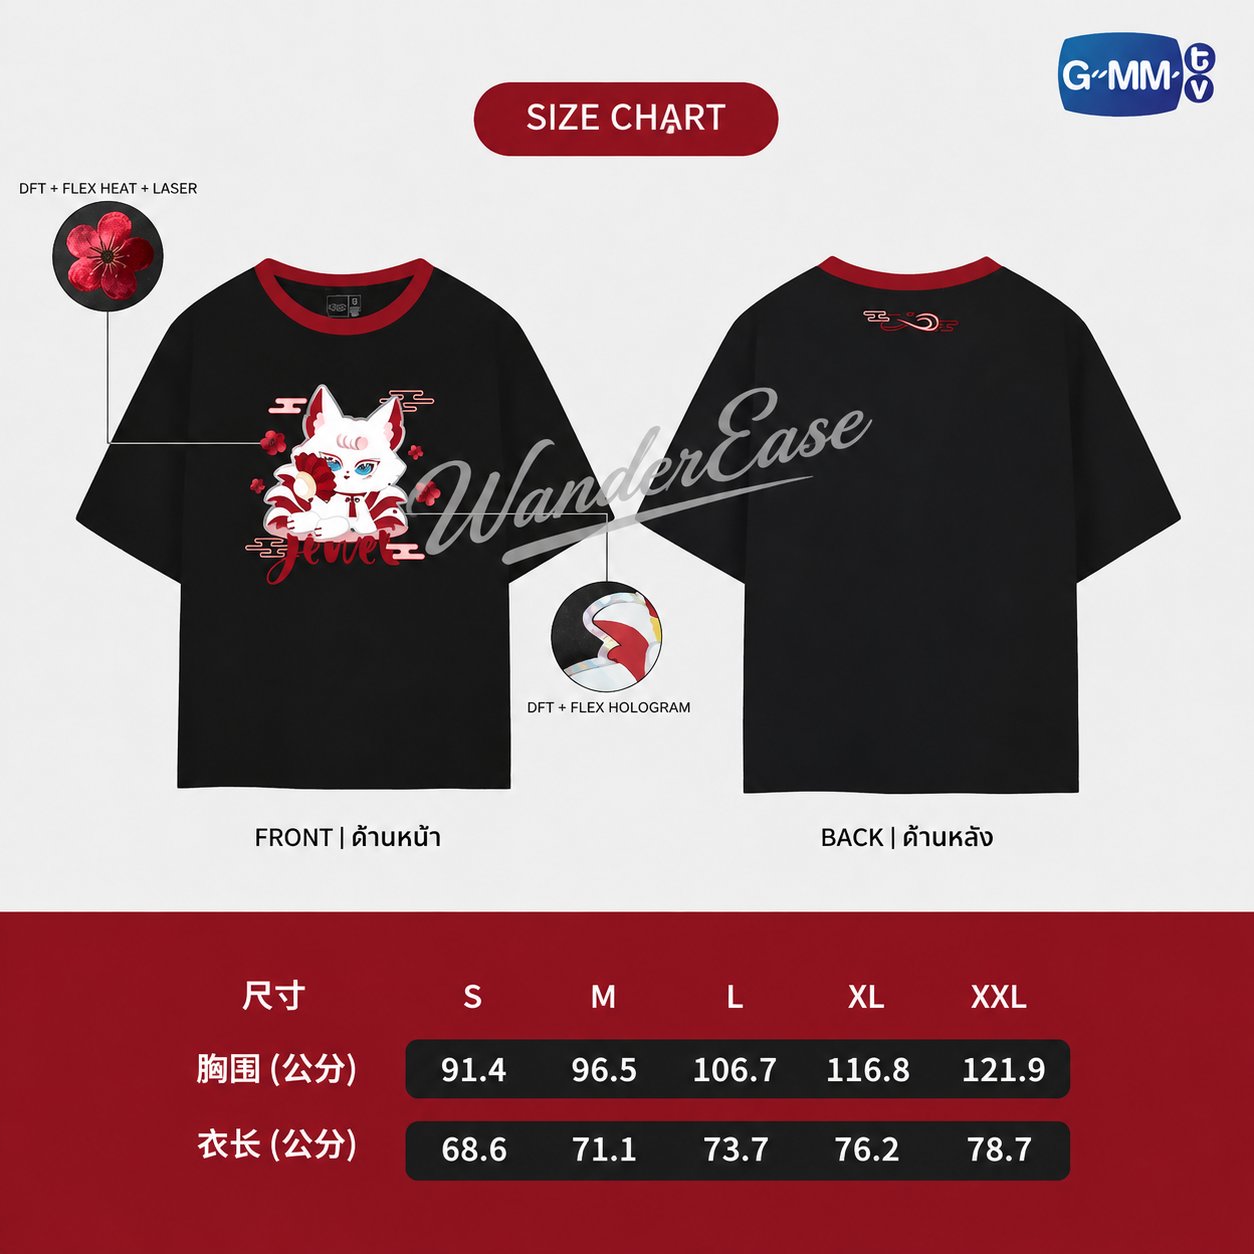 G"MM'tv
SIZE CHART
DFT + FLEX HEAT + LASER
Jewel
WanderEase
DFT + FLEX HOLOGRAM
FRONT | ด้านหน้า
BACK | ด้านหลัง
尺寸 S M L XL XXL
胸围 (公分) 91.4 96.5 106.7 116.8 121.9
衣长 (公分) 68.6 71.1 73.7 76.2 78.7